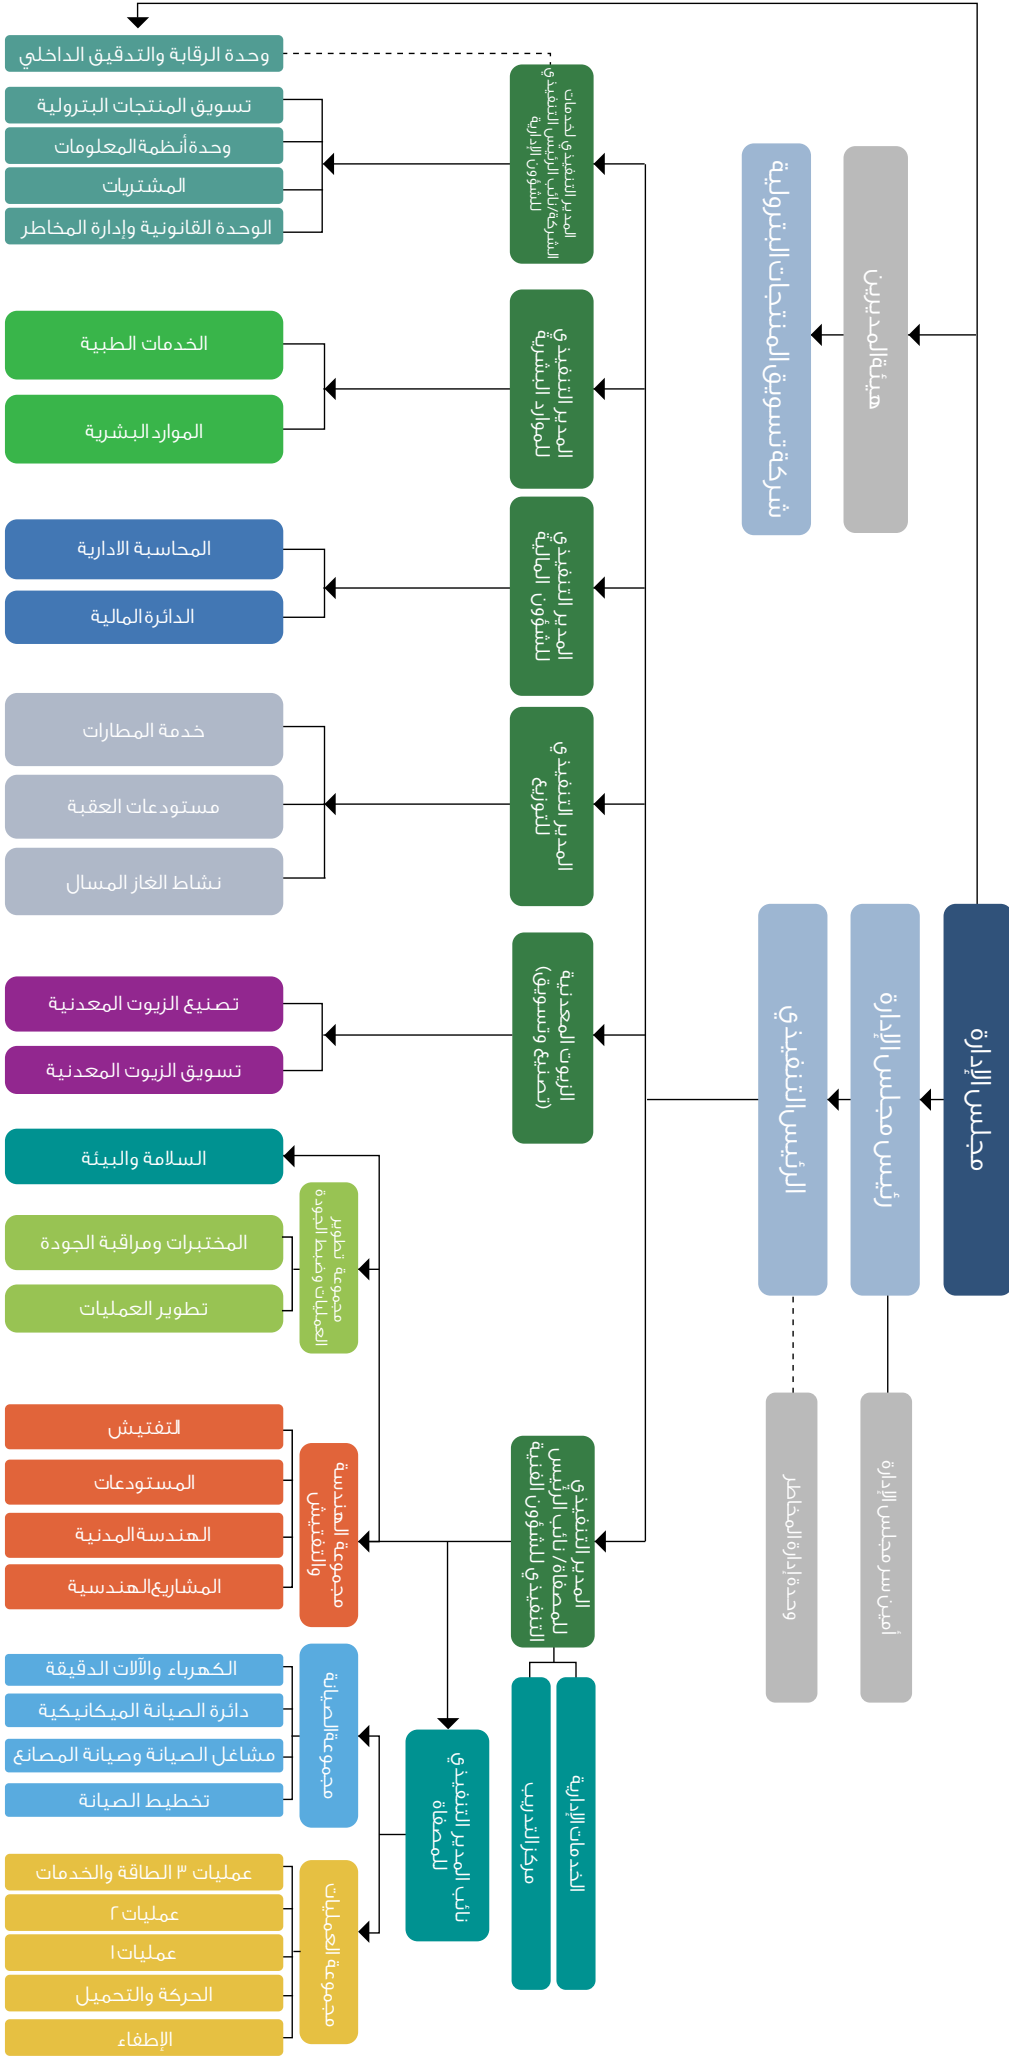 مجلس الإدارة
رئيس مجلس الإدارة
الرئيس التنفيذي
أمين سر مجلس الإدارة
وحدة إدارة المخاطر
هيئة المديرين
شركة تسويق المنتجات البترولية
المدير التنفيذي لخدمات
الشركة/نائب الرئيس التنفيذي
للشؤون الإدارية
وحدة الرقابة والتدقيق الداخلي
تسويق المنتجات البترولية
وحدة أنظمة المعلومات
المشتريات
الوحدة القانونية وإدارة المخاطر
المدير التنفيذي
للموارد البشرية
الخدمات الطبية
الموارد البشرية
المدير التنفيذي
للشؤون المالية
المحاسبة الادارية
الدائرة المالية
المدير التنفيذي
للتوزيع
خدمة المطارات
مستودعات العقبة
نشاط الغاز المسال
الزيوت المعدنية
(تصنيع وتسويق)
تصنيع الزيوت المعدنية
تسويق الزيوت المعدنية
المدير التنفيذي
للمصفاة/ نائب الرئيس
التنفيذي للشؤون الفنية
الخدمات الإدارية
مركز التدريب
السلامة والبيئة
مجموعة تطوير
العمليات وضبط الجودة
المختبرات ومراقبة الجودة
تطوير العمليات
مجموعة الهندسة
والتفتيش
التفتيش
المستودعات
الهندسة المدنية
المشاريع الهندسية
نائب المدير التنفيذي
للمصفاة
مجموعة الصيانة
الكهرباء والآلات الدقيقة
دائرة الصيانة الميكانيكية
مشاغل الصيانة وصيانة المصانع
تخطيط الصيانة
مجموعة العمليات
عمليات ٣ الطاقة والخدمات
عمليات ٢
عمليات ١
الحركة والتحميل
الإطفاء